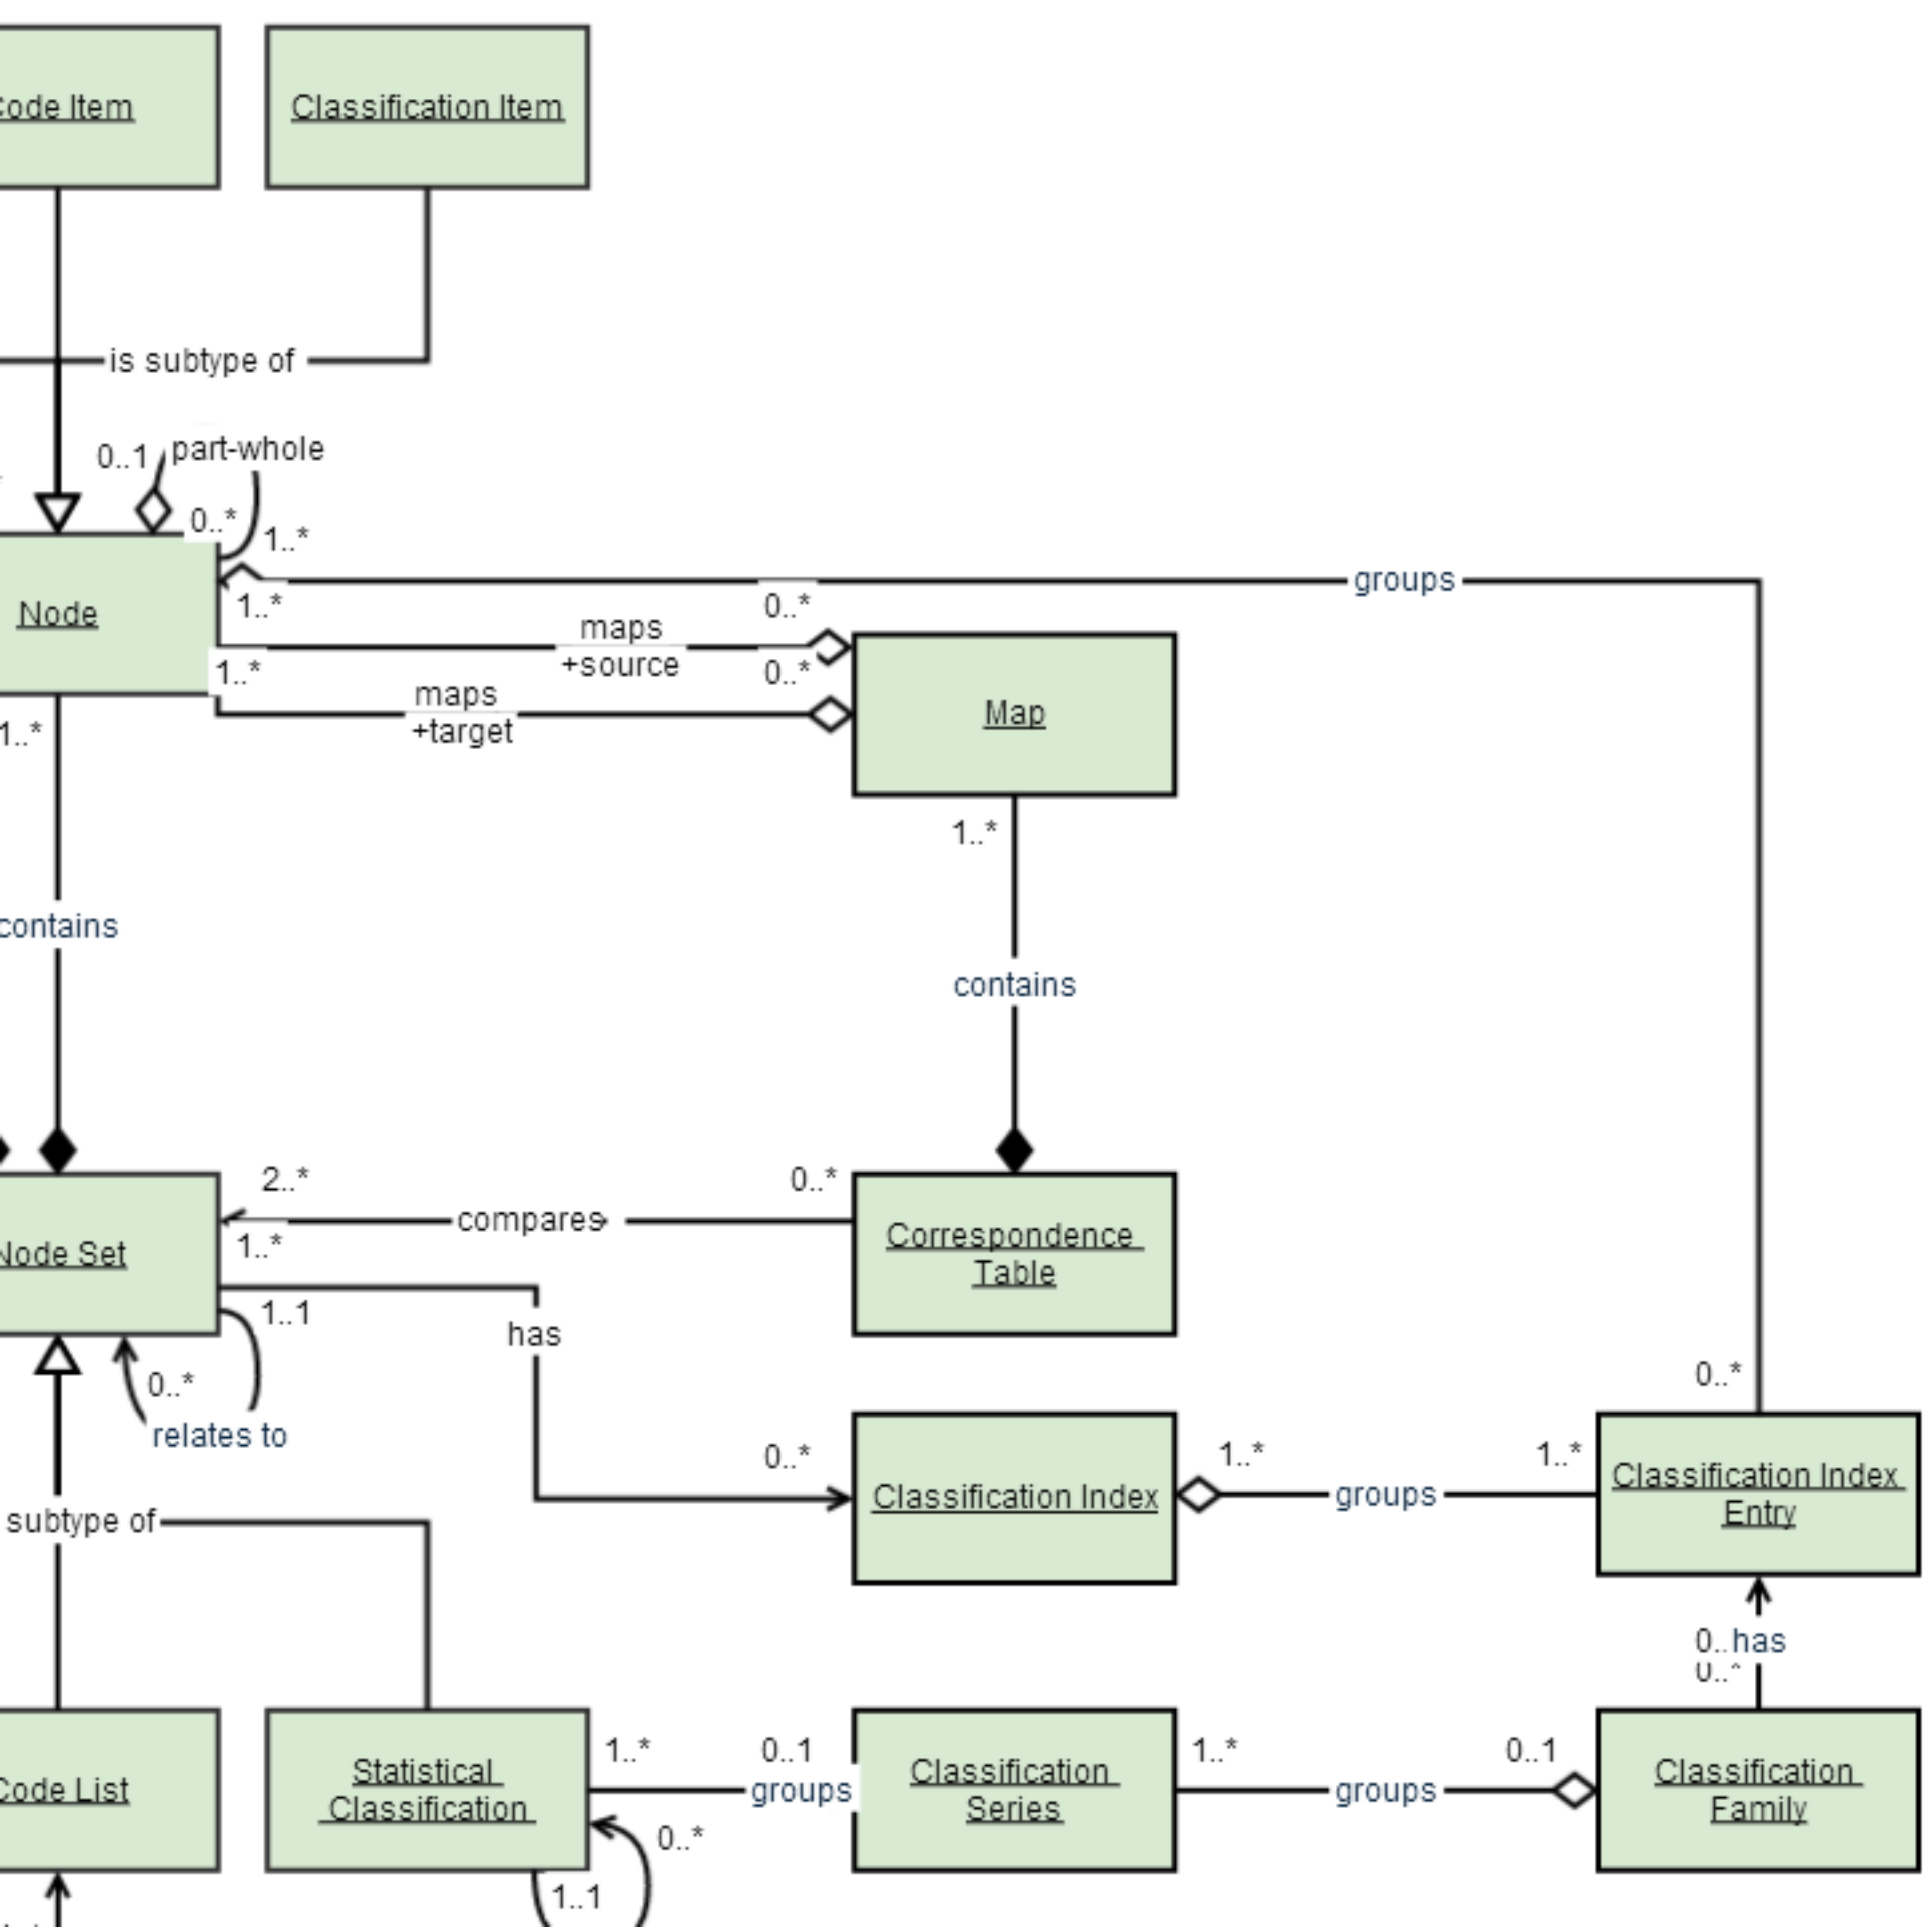 Code Item
Classification Item
is subtype of
0..1
part-whole
0..*
1..*
groups
1..*
0..*
Node
maps
+source
1..*
0..*
maps
+target
Map
1..*
1..*
contains
contains
2..*
0..*
compares
1..*
Node Set
Correspondence
Table
1..1
has
0..*
relates to
0..*
0..*
1..*
1..*
Classification Index
groups
Classification Index
Entry
subtype of
0..
has
0..*
1..*
0..1
1..*
0..1
Code List
Statistical
Classification
groups
Classification
Series
groups
Classification
Family
0..*
1..1